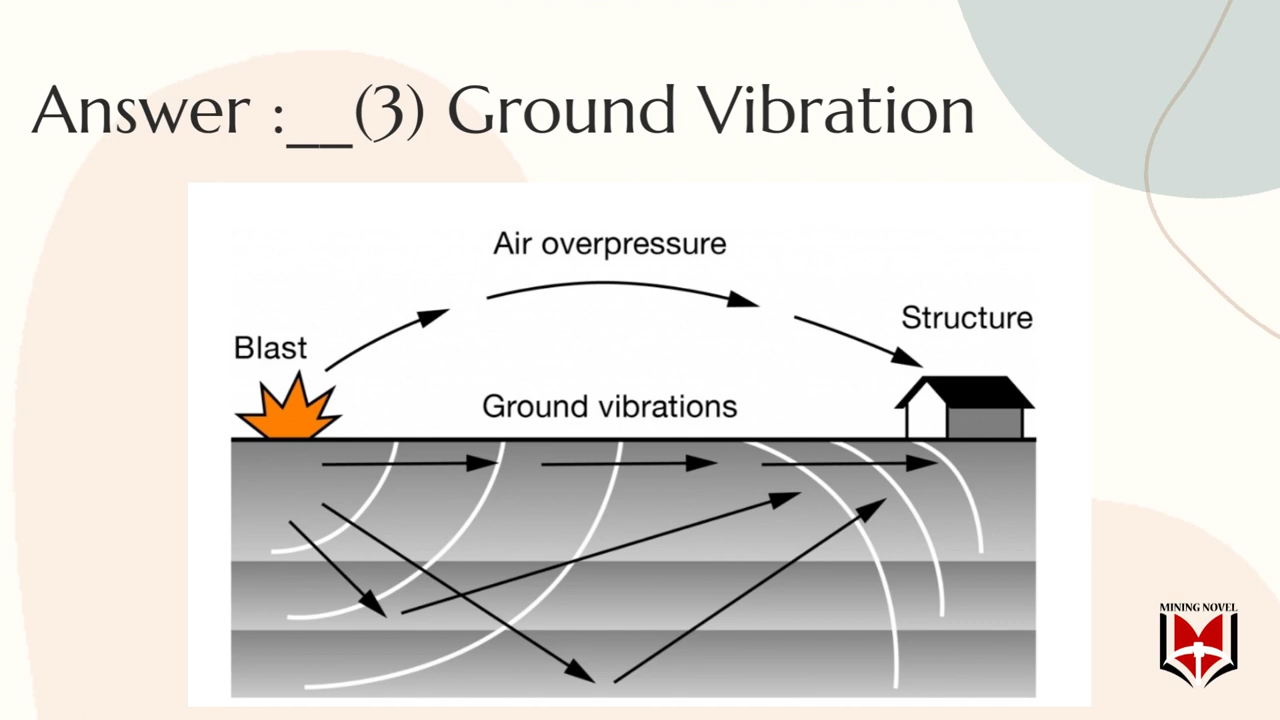 Answer :__(3) Ground Vibration
Air overpressure
Structure
Blast
Ground vibrations
MINING NOVEL